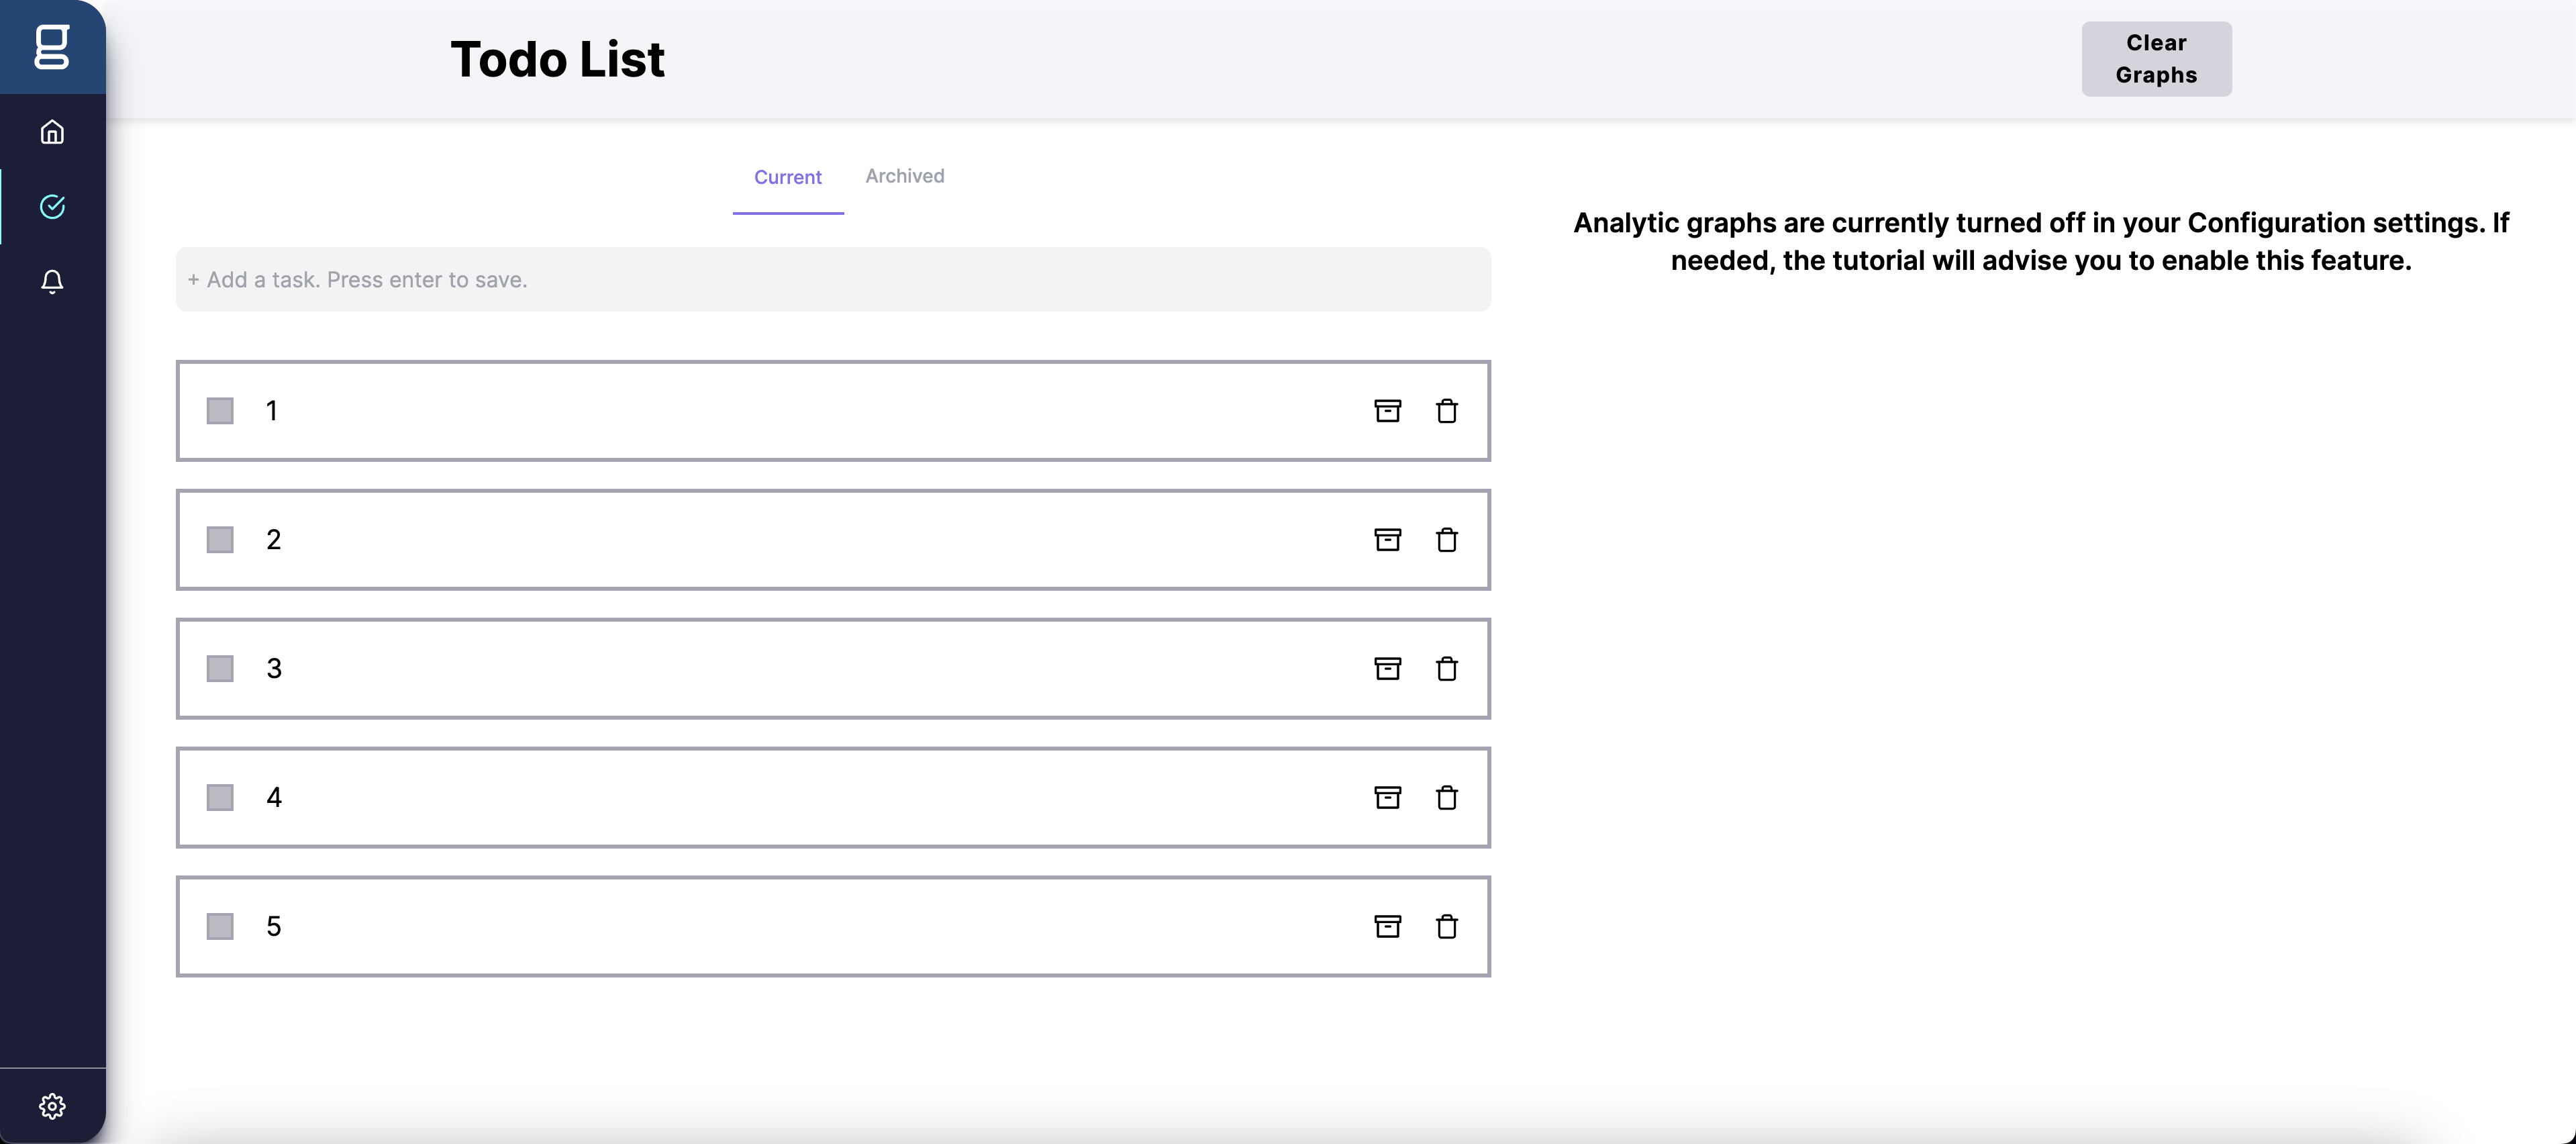 g
Todo List
Clear
Graphs
Current
Archived
Analytic graphs are currently turned off in your Configuration settings. If
needed, the tutorial will advise you to enable this feature.
+ Add a task. Press enter to save.
1
2
3
4
5